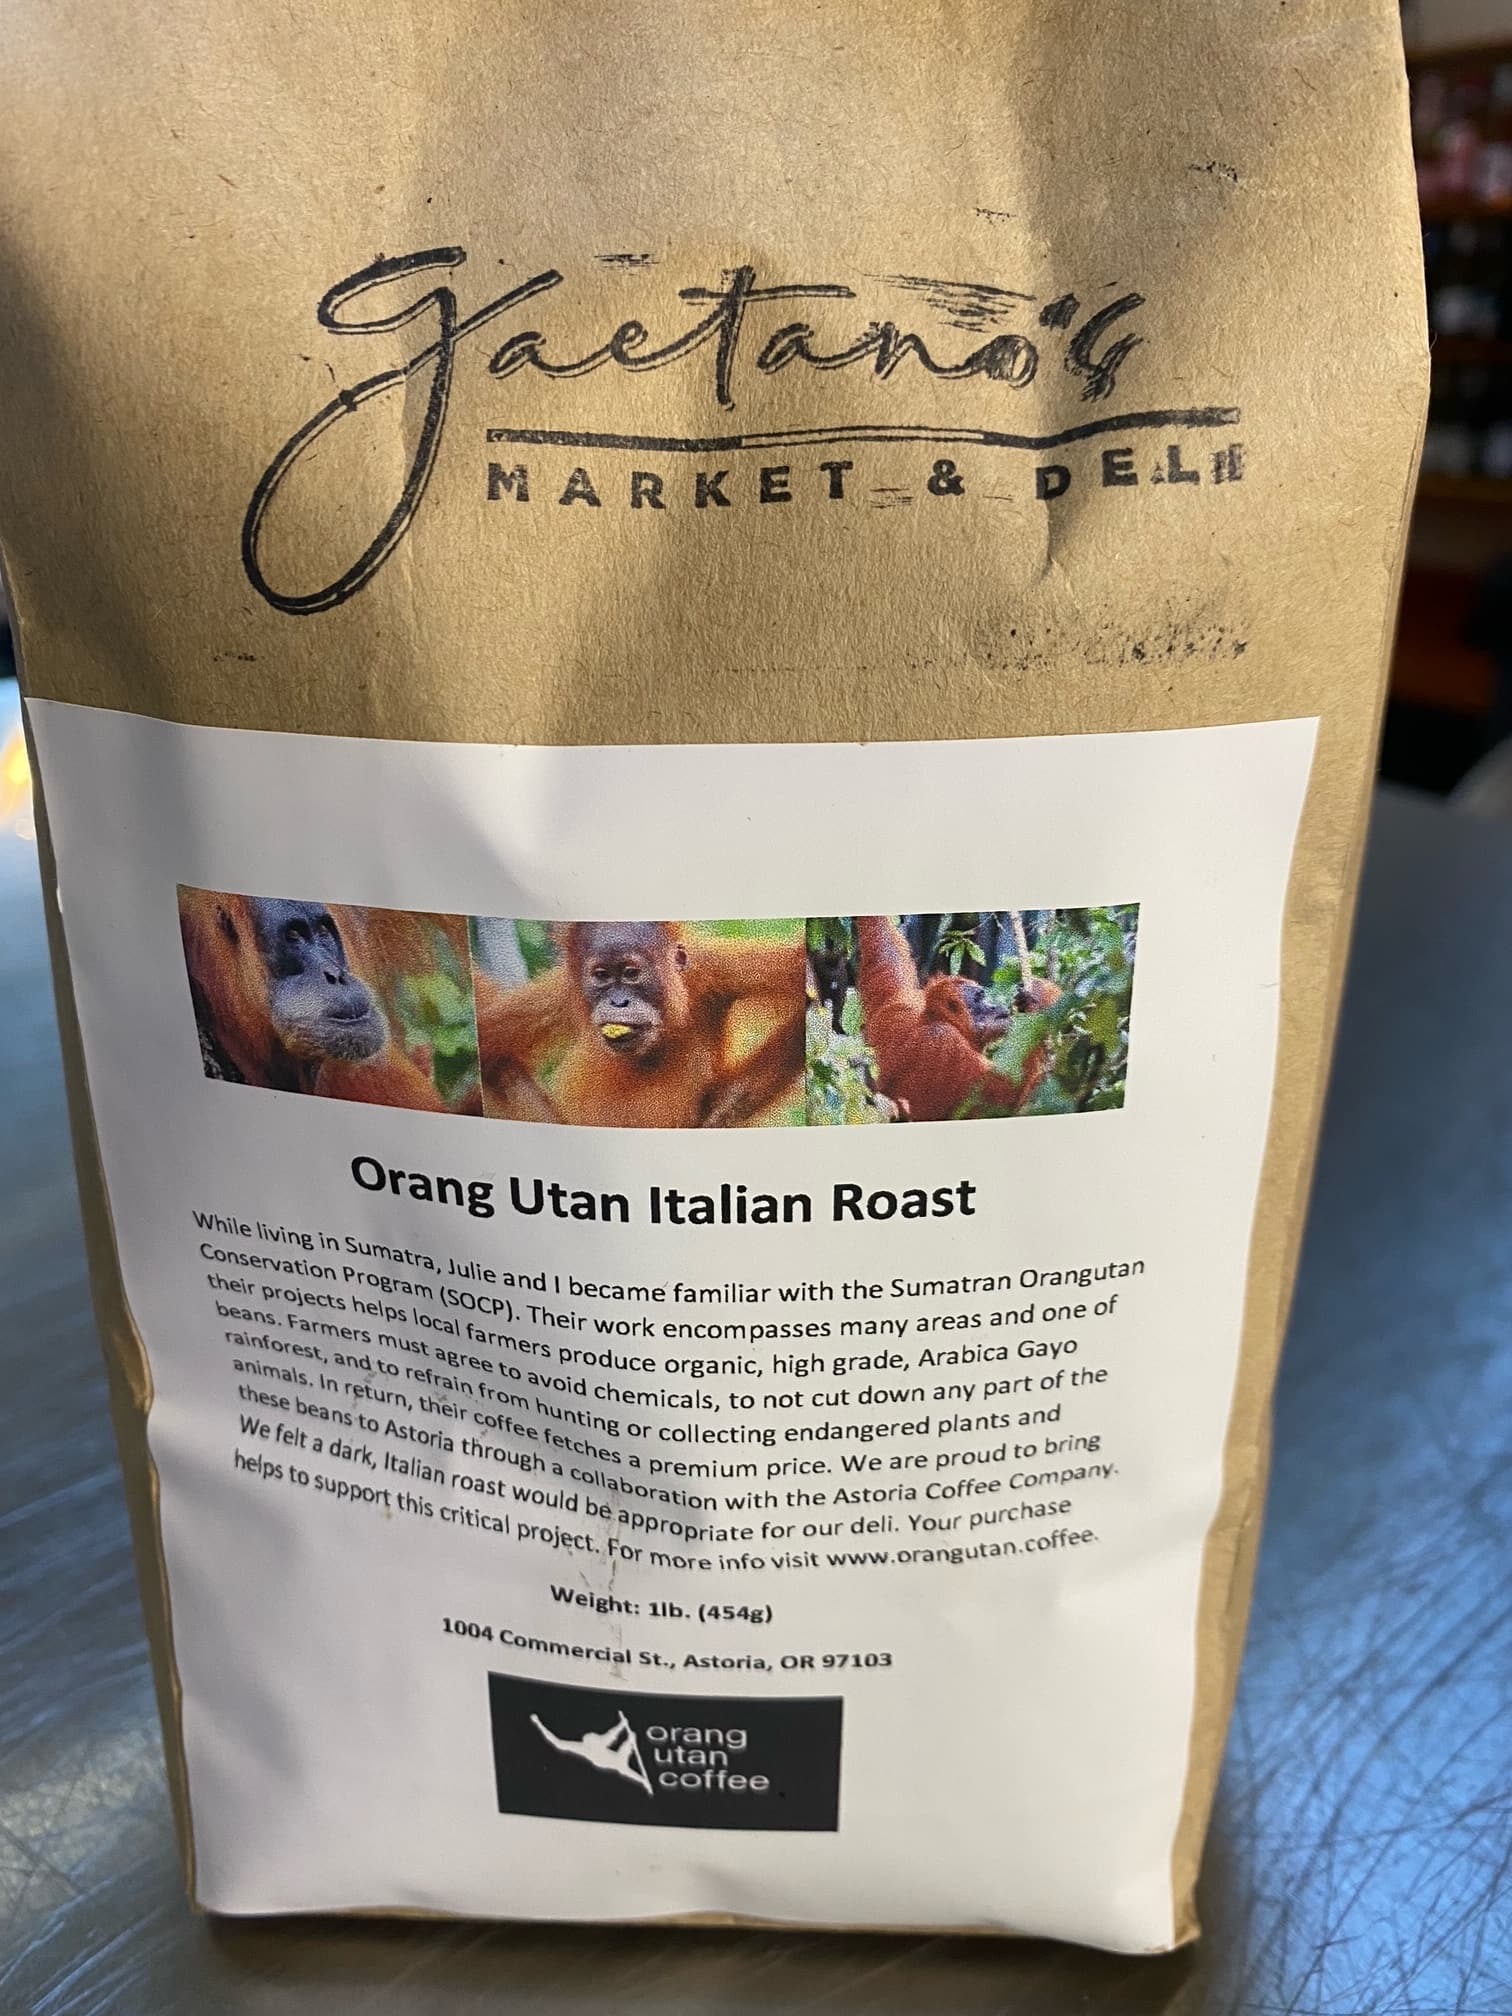 gaetano's
MARKET & DELI
Orang Utan Italian Roast
While living in Sumatra, Julie and I became familiar with the Sumatran Orangutan
Conservation Program (SOCP). Their work encompasses many areas and one of
their projects helps local farmers produce organic, high grade, Arabica Gayo
beans. Farmers must agree to avoid chemicals, to not cut down any part of the
rainforest, and to refrain from hunting or collecting endangered plants and
animals. In return, their coffee fetches a premium price. We are proud to bring
these beans to Astoria through a collaboration with the Astoria Coffee Company.
We felt a dark, Italian roast would be appropriate for our deli. Your purchase
helps to support this critical project. For more info visit www.orangutan.coffee.
Weight: 1lb. (454g)
1004 Commercial St., Astoria, OR 97103
orang
utan
coffee